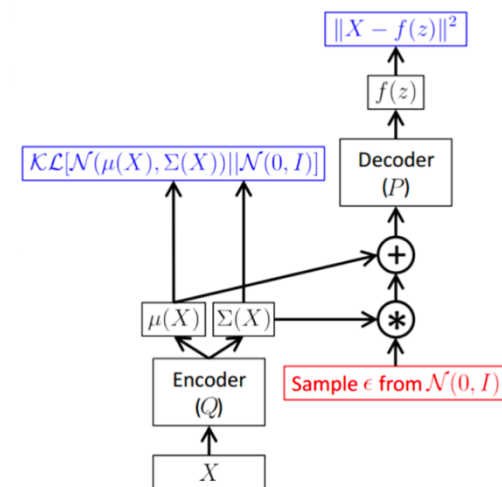 ‖X − f(z)‖²
f(z)
𝒦ℒ[𝒩(μ(X), Σ(X))||𝒩(0, I)]
Decoder
(P)
+
μ(X)
Σ(X)
*
Encoder
(Q)
Sample ϵ from 𝒩(0, I)
X